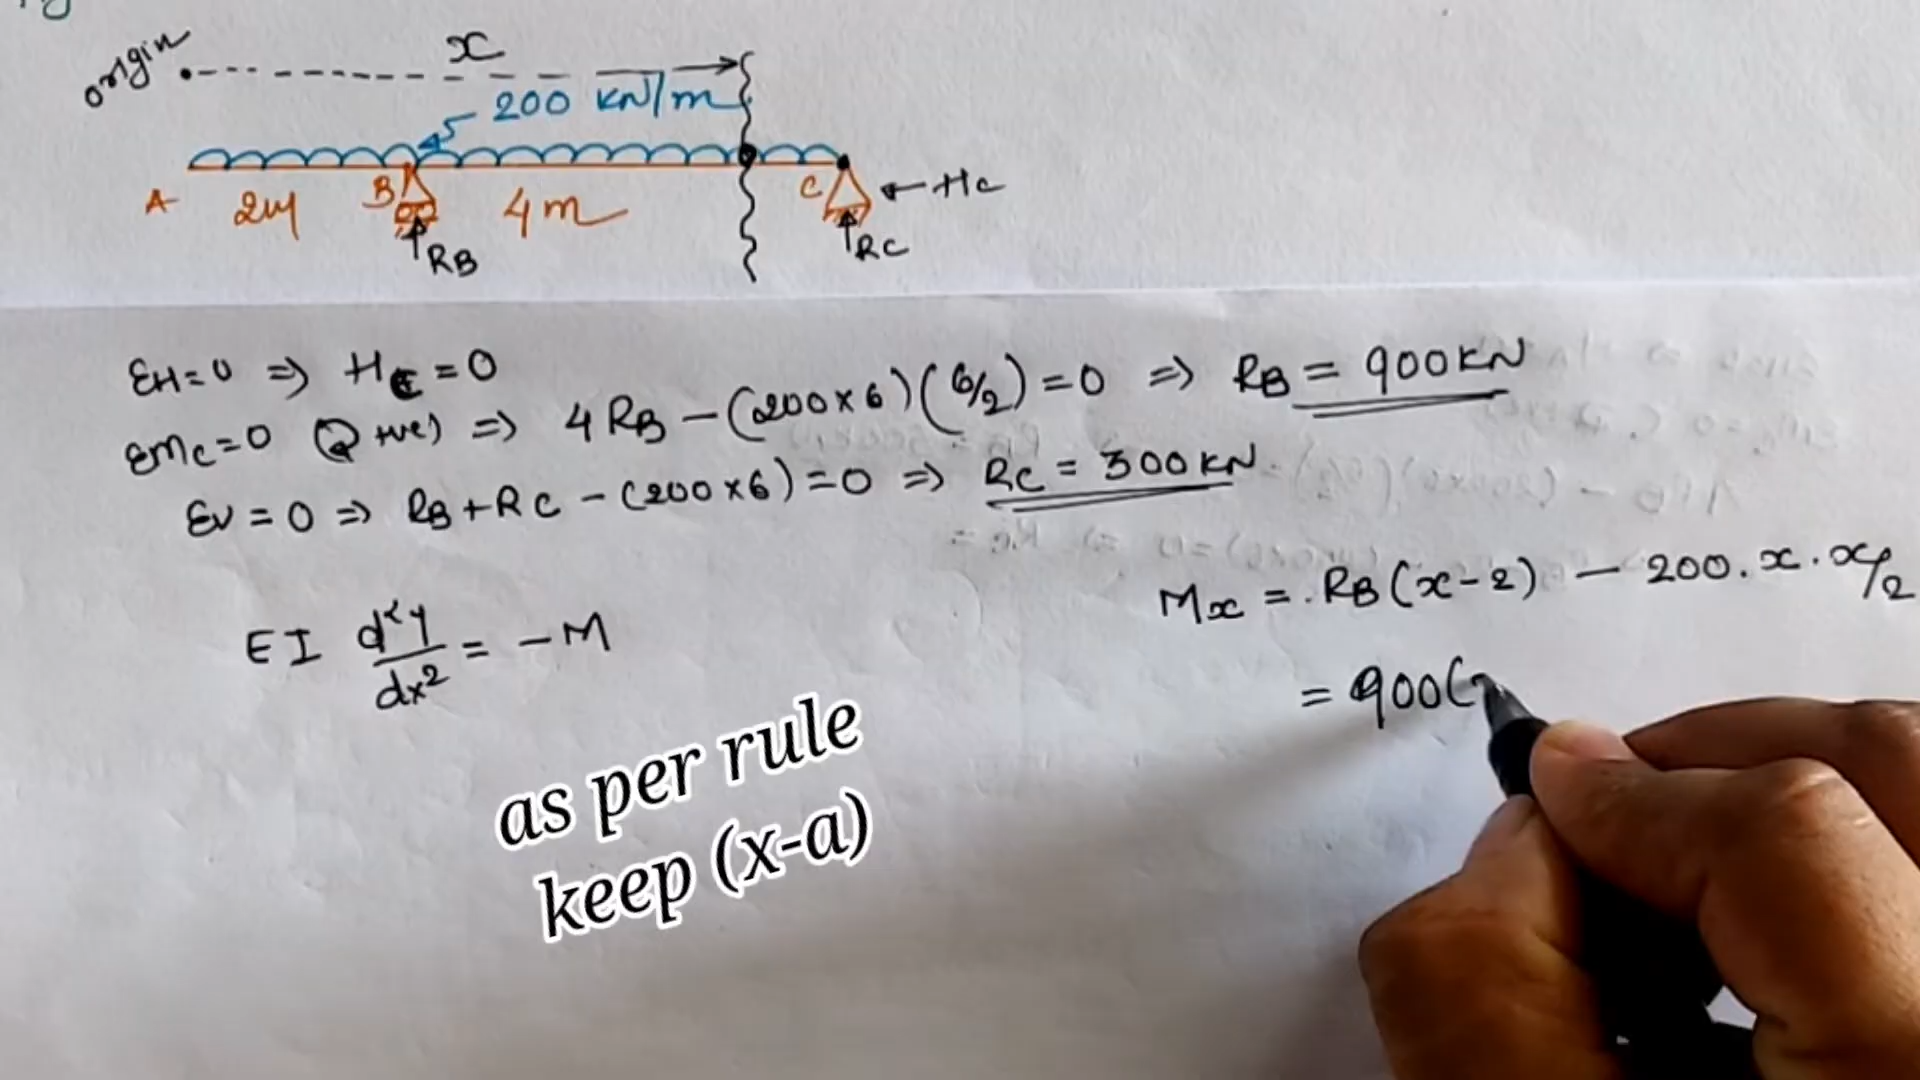 origin x
200 KN/m
A 2m B 4m C ← Hc
RB RC
ΣH=0 => Hc = 0
ΣMc=0 (↻ +ve) => 4RB - (200×6)(6/2) = 0 => RB = 900KN
ΣV = 0 => RB + RC - (200×6) = 0 => RC = 300KN
Mx = RB(x-2) - 200.x.x/2
EI d²y/dx² = -M
= 900(
as per rule
keep (x-a)